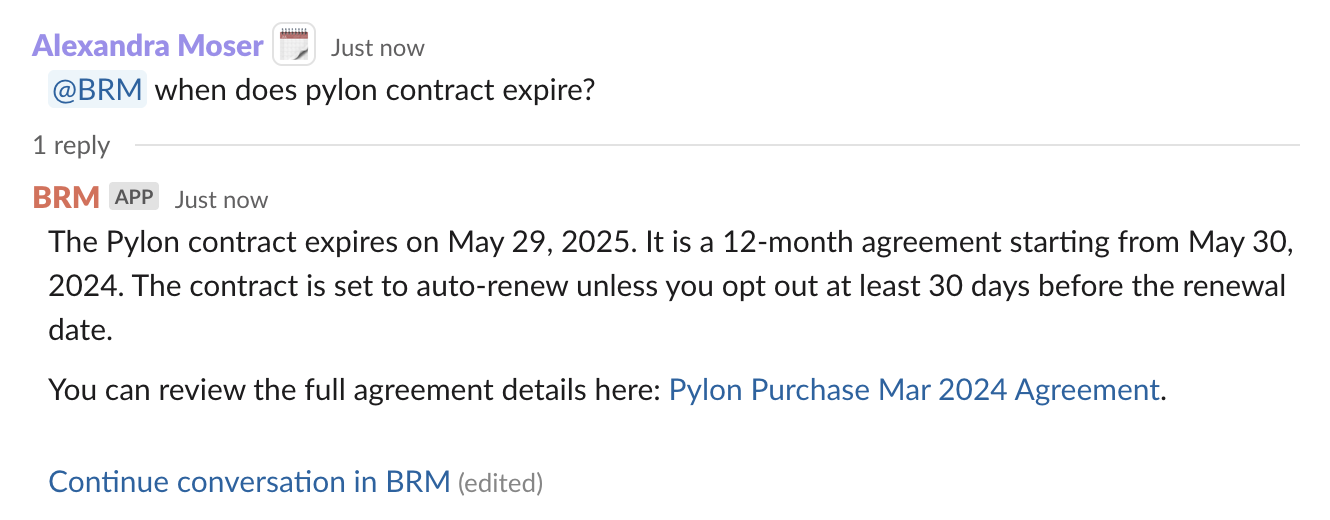 Alexandra Moser Just now
@BRM when does pylon contract expire?
1 reply
BRM APP Just now
The Pylon contract expires on May 29, 2025. It is a 12-month agreement starting from May 30,
2024. The contract is set to auto-renew unless you opt out at least 30 days before the renewal
date.
You can review the full agreement details here: Pylon Purchase Mar 2024 Agreement.
Continue conversation in BRM (edited)